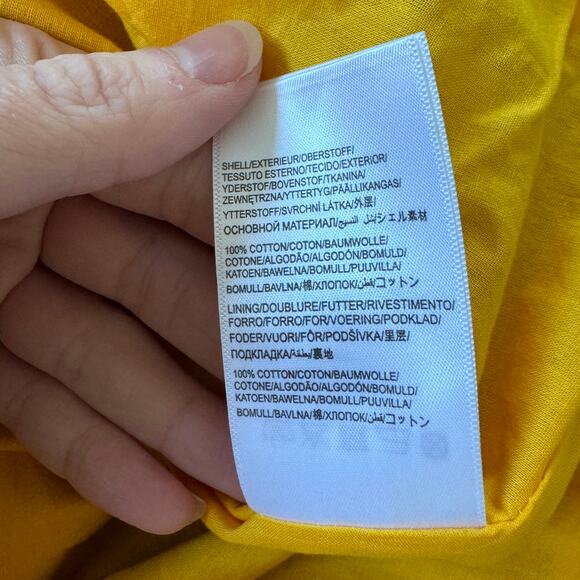 SHELL/EXTERIEUR/OBERSTOFF/
TESSUTO ESTERNO/TECIDO/EXTERIOR/
YDERSTOF/BOVENSTOF/TKANINA/
ZEWNĘTRZNA/YTTERTYG/PÄÄLLIKANGAS/
YTTERSTOFF/SVRCHNÍ LÁTKA/外层/
ОСНОВНОЙ МАТЕРИАЛ/シェル素材
100% COTTON/COTON/BAUMWOLLE/
COTONE/ALGODÃO/ALGODÓN/BOMULD/
KATOEN/BAWEŁNA/BOMULL/PUUVILLA/
BOMULL/BAVLNA/棉/ХЛОПОК/قطن/コットン
LINING/DOUBLURE/FUTTER/RIVESTIMENTO/
FORRO/FORRO/FOR/VOERING/PODKLAD/
FODER/VUORI/FÔR/PODŠÍVKA/里层/
ПОДКЛАДКА/بطانة/裏地
100% COTTON/COTON/BAUMWOLLE/
COTONE/ALGODÃO/ALGODÓN/BOMULD/
KATOEN/BAWEŁNA/BOMULL/PUUVILLA/
BOMULL/BAVLNA/棉/ХЛОПОК/قطن/コットン